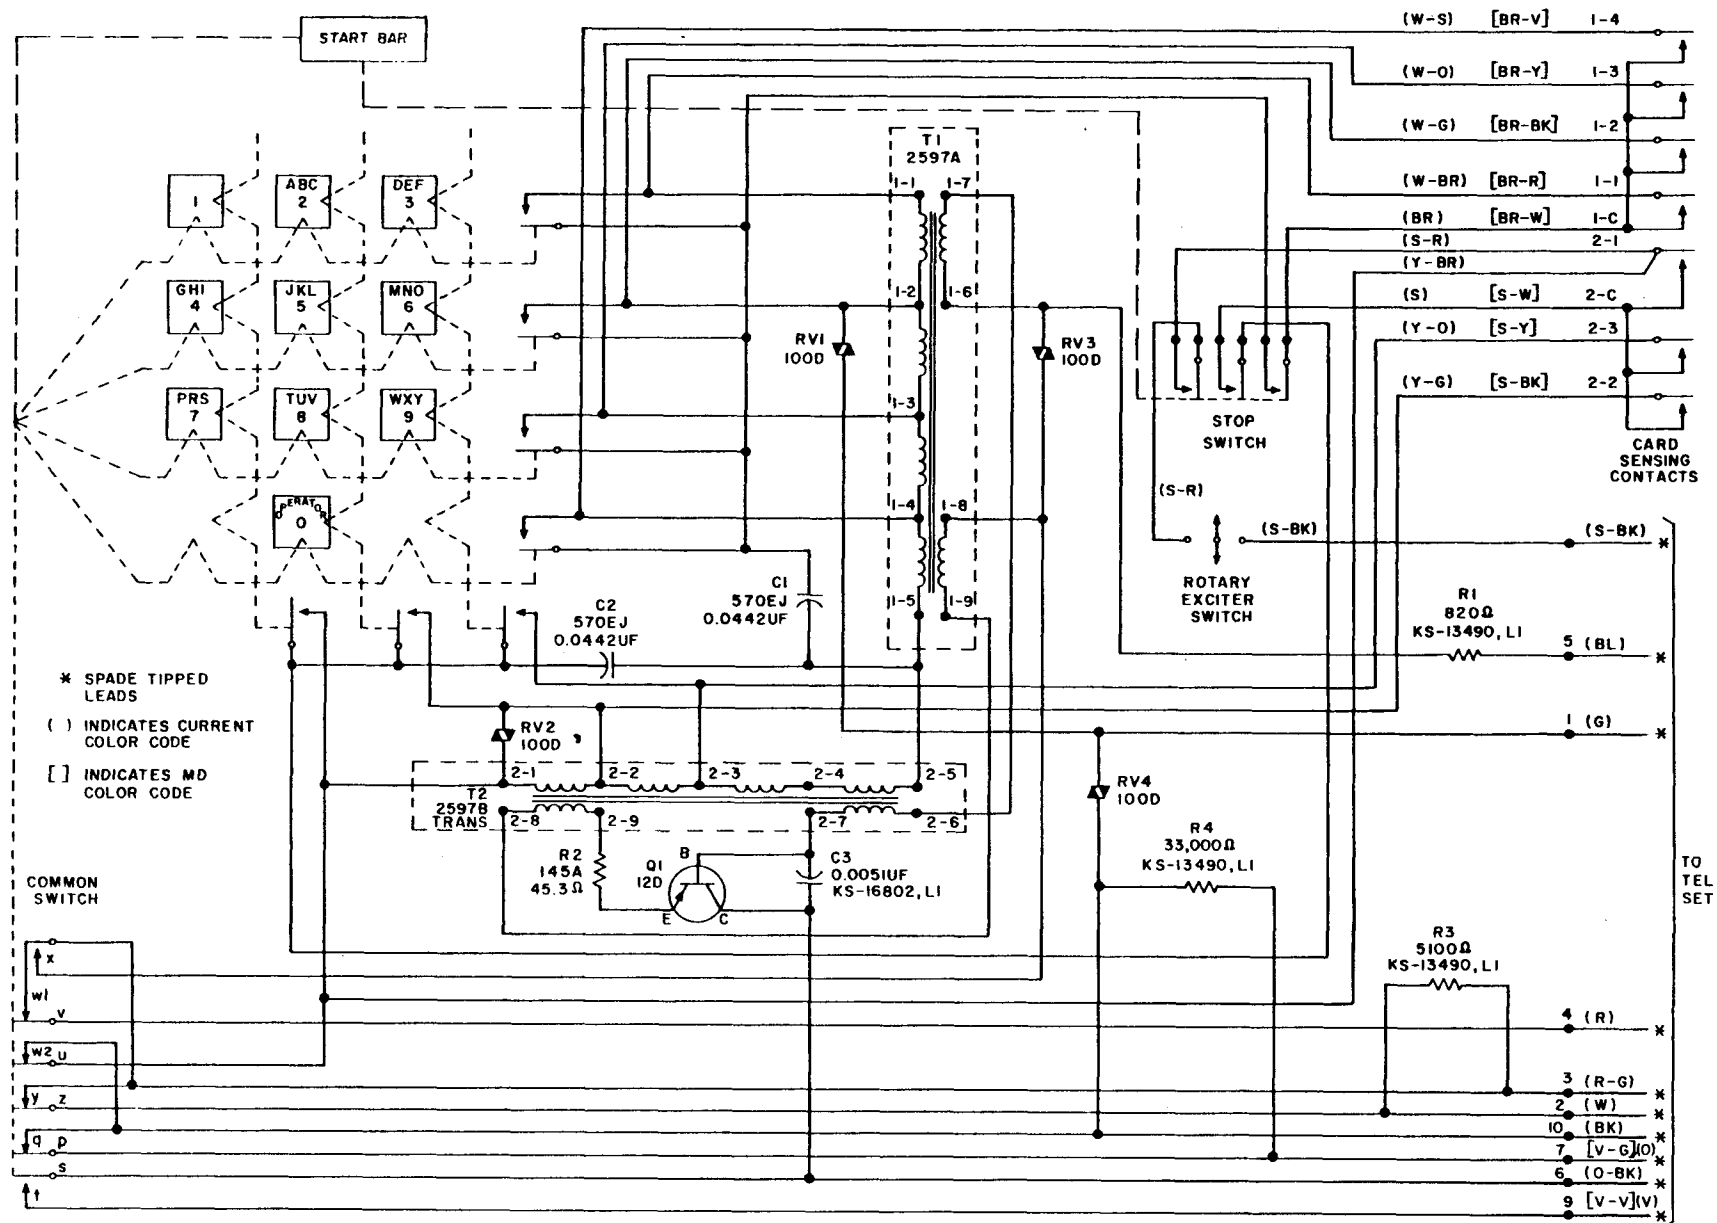 START BAR
(W-S) [BR-V] 1-4
(W-O) [BR-Y] 1-3
(W-G) [BR-BK] 1-2
(W-BR) [BR-R] 1-1
(BR) [BR-W] 1-C
(S-R) 2-1
(Y-BR)
(S) [S-W] 2-C
(Y-O) [S-Y] 2-3
(Y-G) [S-BK] 2-2
CARD
SENSING
CONTACTS
T1
2597A
1-1 1-7
1-2 1-6
1-3
1-4 1-8
1-5 1-9
1
ABC
2
DEF
3
GHI
4
JKL
5
MNO
6
PRS
7
TUV
8
WXY
9
OPERATOR
0
RV1
100D
RV3
100D
STOP
SWITCH
(S-R)
(S-BK)
(S-BK) *
ROTARY
EXCITER
SWITCH
C1
570EJ
0.0442UF
C2
570EJ
0.0442UF
R1
820Ω
KS-13490, L1
5 (BL) *
* SPADE TIPPED
LEADS
( ) INDICATES CURRENT
COLOR CODE
[ ] INDICATES MD
COLOR CODE
RV2
100D
1 (G) *
2-1 2-2 2-3 2-4 2-5
T2
2597B
TRANS
2-8 2-9 2-7 2-6
RV4
100D
R4
33,000Ω
KS-13490, L1
R2
145A
45.3Ω
Q1
12D
B
E
C
C3
0.0051UF
KS-16802, L1
TO
TEL
SET
COMMON
SWITCH
R3
5100Ω
KS-13490, L1
x
w1
v
4 (R) *
w2 u
y z
3 (R-G) *
2 (W) *
10 (BK) *
q p
7 [V-G](O) *
s
6 (O-BK) *
t
9 [V-V](V) *